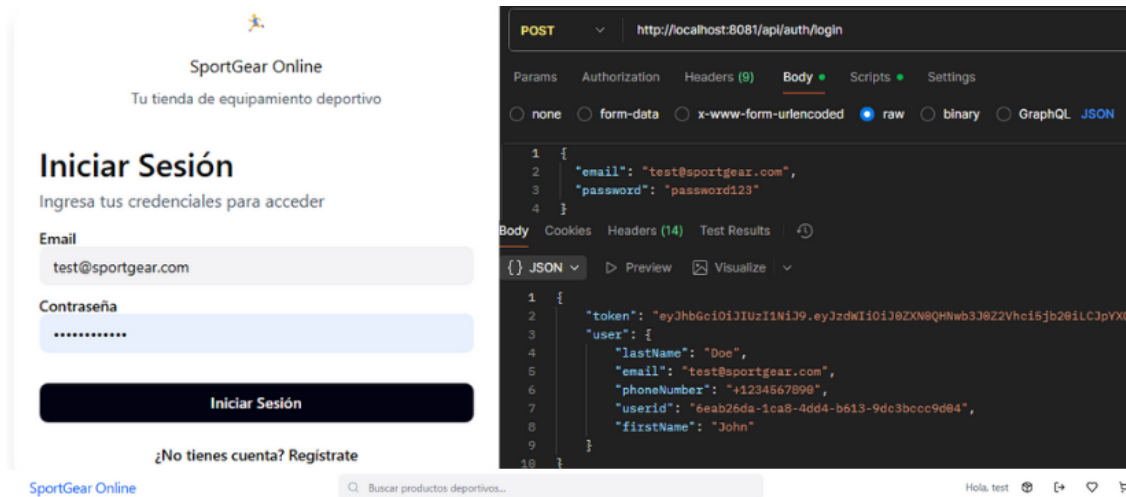 SportGear Online
Tu tienda de equipamiento deportivo
Iniciar Sesión
Ingresa tus credenciales para acceder
Email
test@sportgear.com
Contraseña
••••••••••••
Iniciar Sesión
¿No tienes cuenta? Regístrate
POST http://localhost:8081/api/auth/login
Params Authorization Headers (9) Body Scripts Settings
none form-data x-www-form-urlencoded raw binary GraphQL JSON
1 {
2 "email": "test@sportgear.com",
3 "password": "password123"
4 }
Body Cookies Headers (14) Test Results
{} JSON Preview Visualize
1 {
2 "token":
3 "user": {
4 "lastName": "Doe",
5 "email": "test@sportgear.com",
6 "phoneNumber": "+1234567890",
7 "userid": "6eab26da-1ca8-4dd4-b613-9dc3bccc9d04",
8 "firstName": "John"
9 }
10 }
SportGear Online Buscar productos deportivos... Hola, test